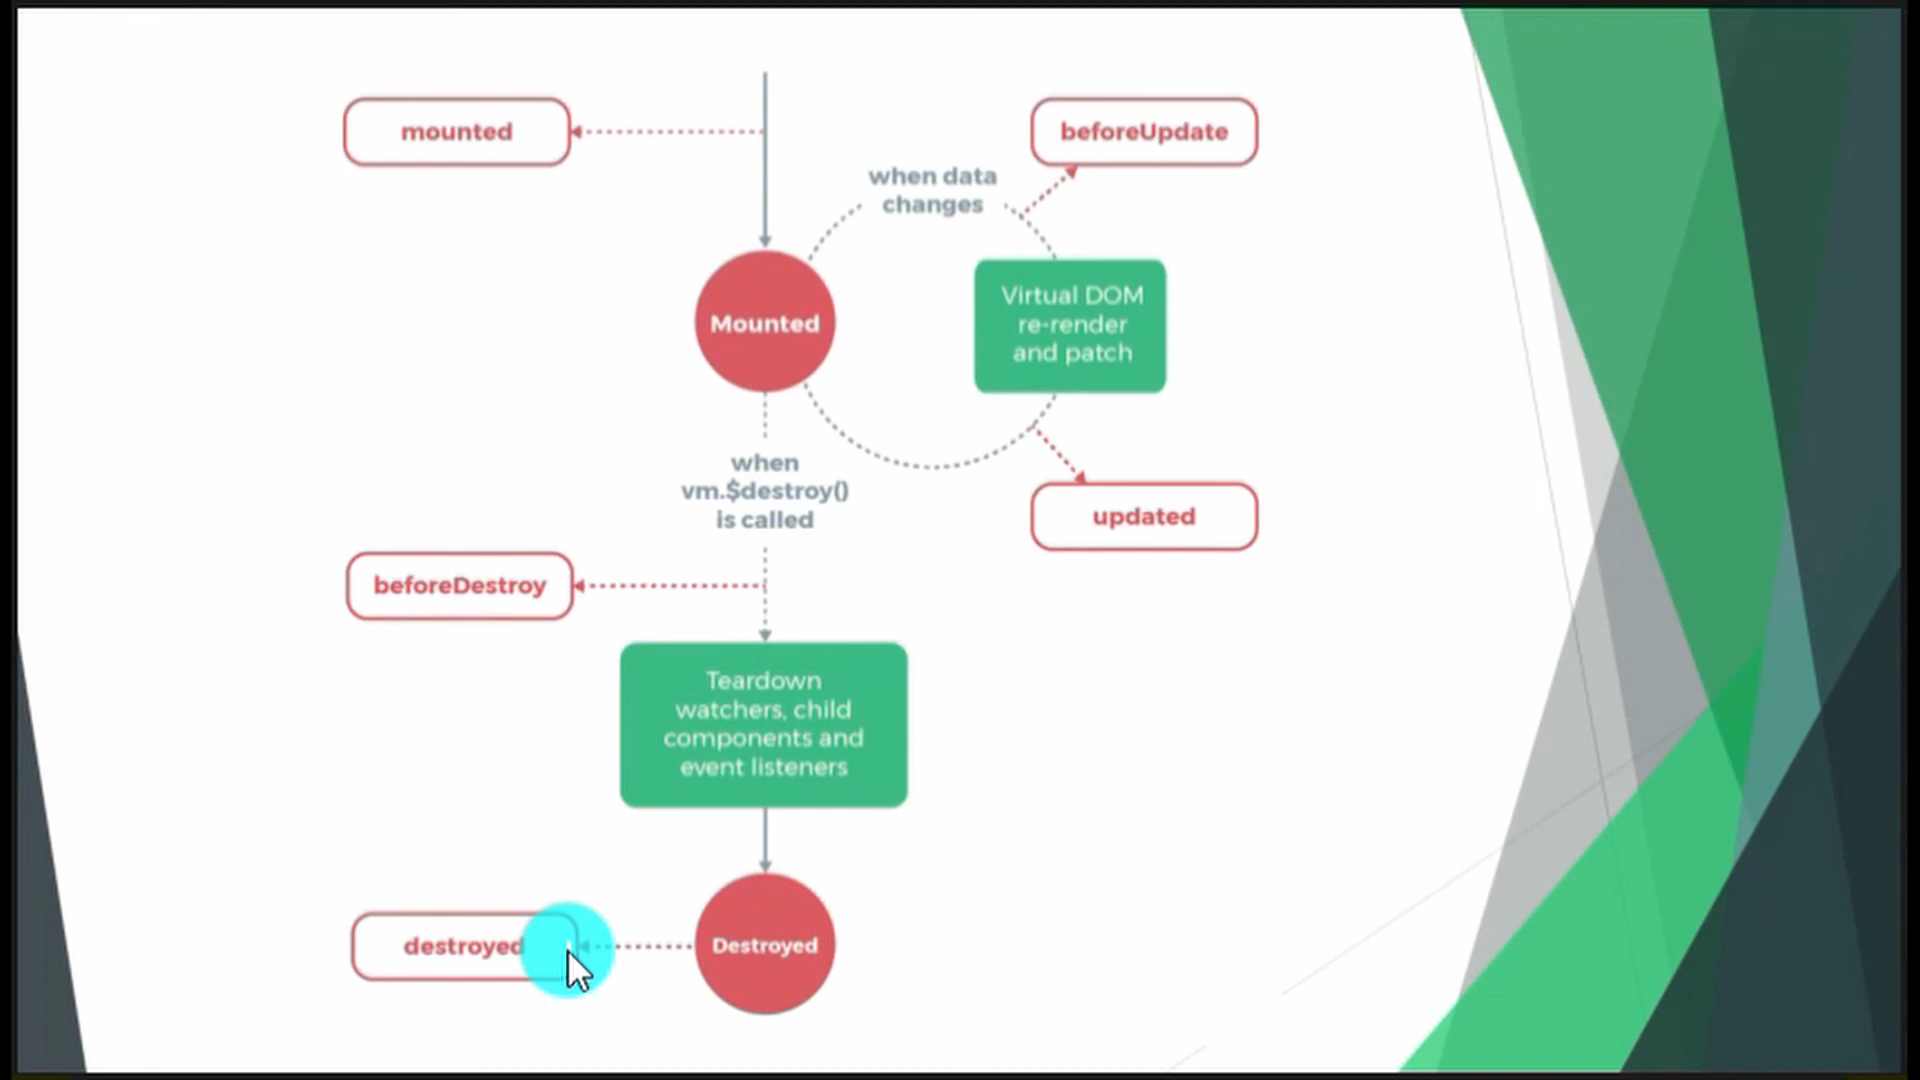 mounted
beforeUpdate
when data
changes
Mounted
Virtual DOM
re-render
and patch
when
vm.$destroy()
is called
updated
beforeDestroy
Teardown
watchers, child
components and
event listeners
destroyed
Destroyed